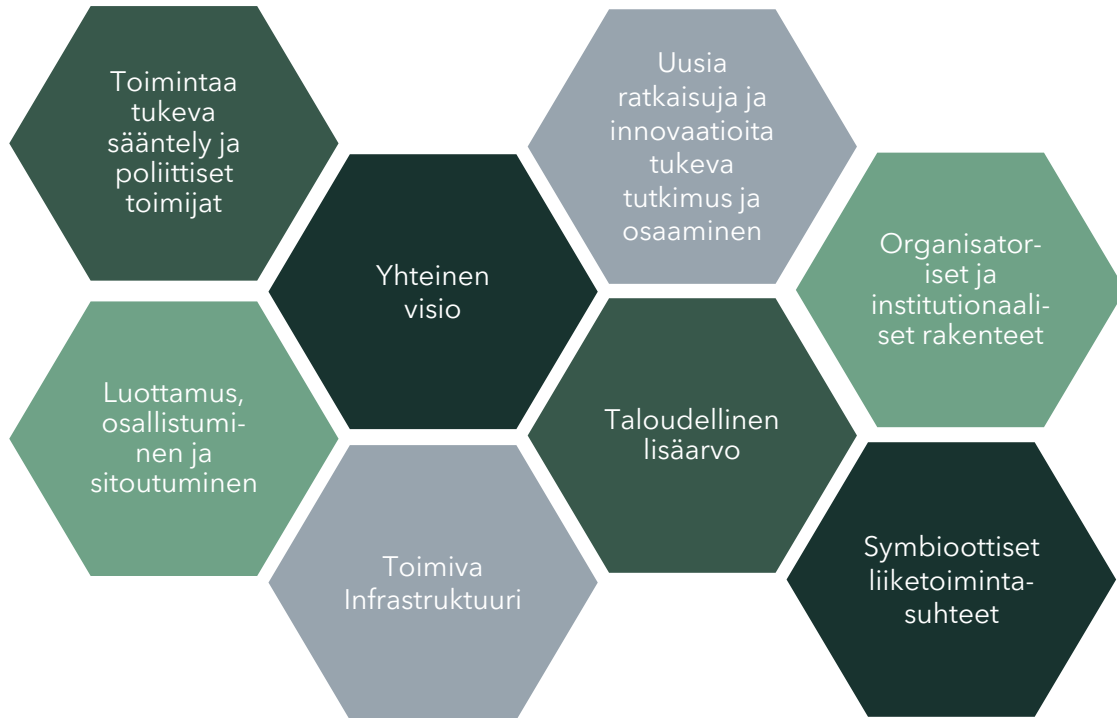 Toimintaa
tukeva
sääntely ja
poliittiset
toimijat
Uusia
ratkaisuja ja
innovaatioita
tukeva
tutkimus ja
osaaminen
Yhteinen
visio
Organisator-
iset ja
institutionaali-
set rakenteet
Luottamus,
osallistumi-
nen ja
sitoutuminen
Taloudellinen
lisäarvo
Toimiva
Infrastruktuuri
Symbioottiset
liiketoiminta-
suhteet